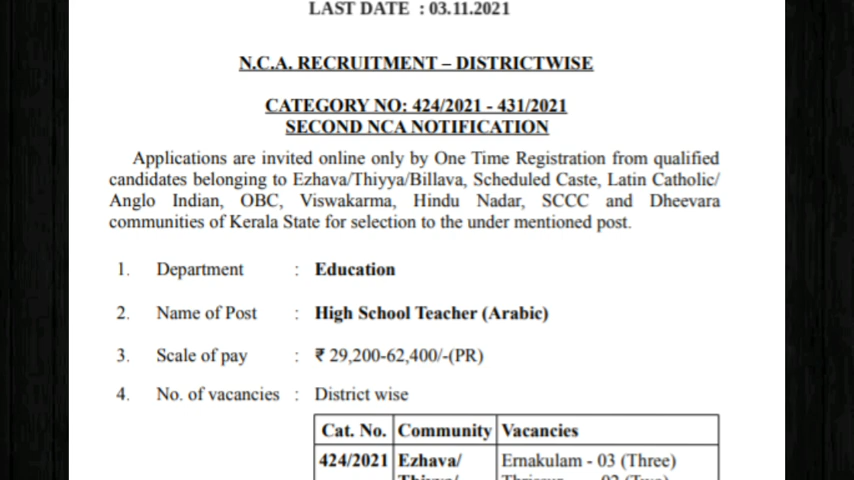 LAST DATE : 03.11.2021
N.C.A. RECRUITMENT – DISTRICTWISE
CATEGORY NO: 424/2021 - 431/2021
SECOND NCA NOTIFICATION
Applications are invited online only by One Time Registration from qualified
candidates belonging to Ezhava/Thiyya/Billava, Scheduled Caste, Latin Catholic/
Anglo Indian, OBC, Viswakarma, Hindu Nadar, SCCC and Dheevara
communities of Kerala State for selection to the under mentioned post.
1. Department : Education
2. Name of Post : High School Teacher (Arabic)
3. Scale of pay : ₹ 29,200-62,400/-(PR)
4. No. of vacancies : District wise
Cat. No. Community Vacancies
424/2021 Ezhava/ Ernakulam - 03 (Three)